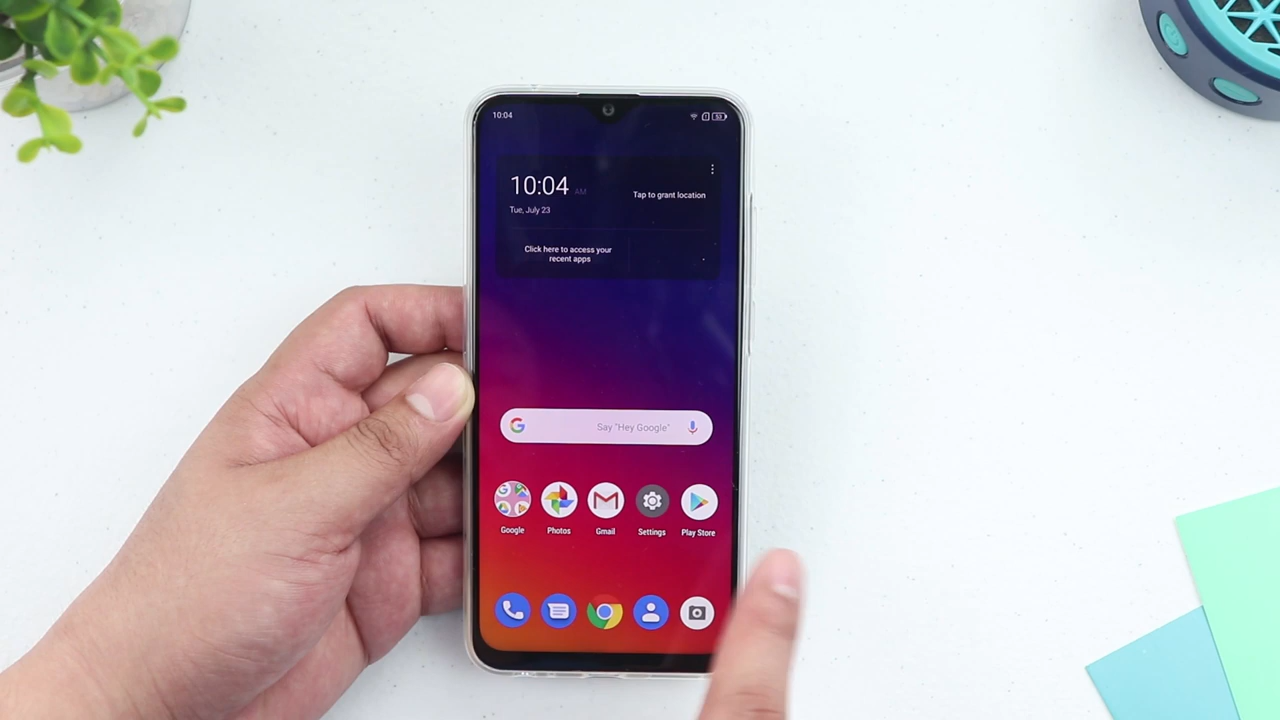 10:04
53
10:04 AM
Tap to grant location
Tue, July 23
Click here to access your
recent apps
Say "Hey Google"
Google Photos Gmail Settings Play Store